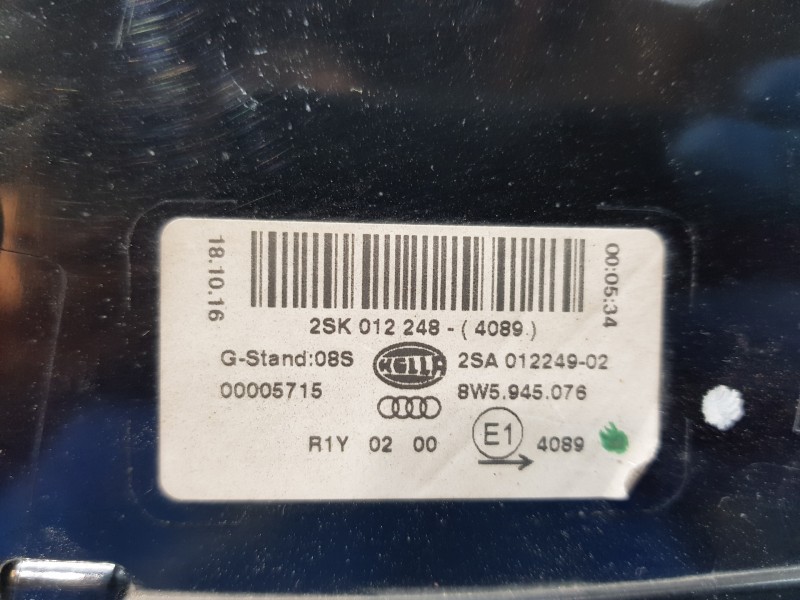 18.10.16
00:05:34
2SK 012 248 - ( 4089.)
G-Stand:08S
HELLA
2SA 012249-02
00005715
8W5.945.076
R1Y 02 00
E1
4089